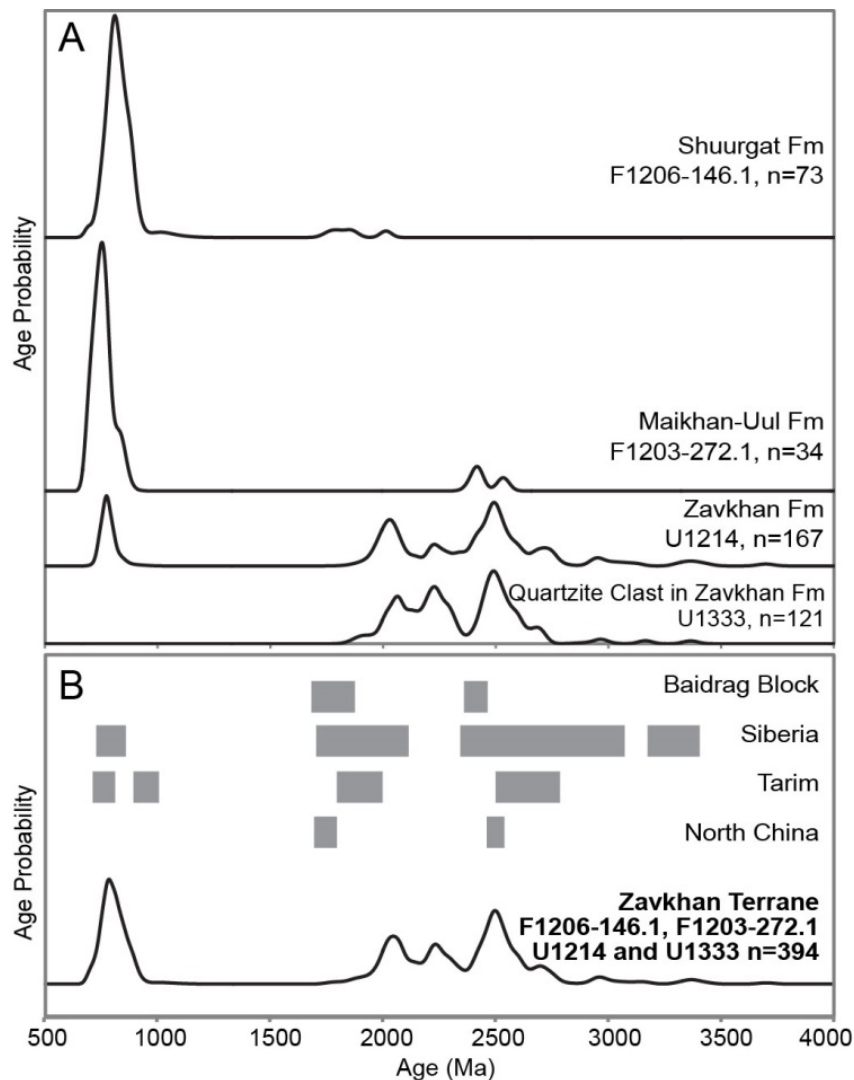 A
Shuurgat Fm
F1206-146.1, n=73
Age Probability
Maikhan-Uul Fm
F1203-272.1, n=34
Zavkhan Fm
U1214, n=167
Quartzite Clast in Zavkhan Fm
U1333, n=121
B
Baidrag Block
Siberia
Tarim
North China
Age Probability
Zavkhan Terrane
F1206-146.1, F1203-272.1
U1214 and U1333 n=394
500 1000 1500 2000 2500 3000 3500 4000
Age (Ma)